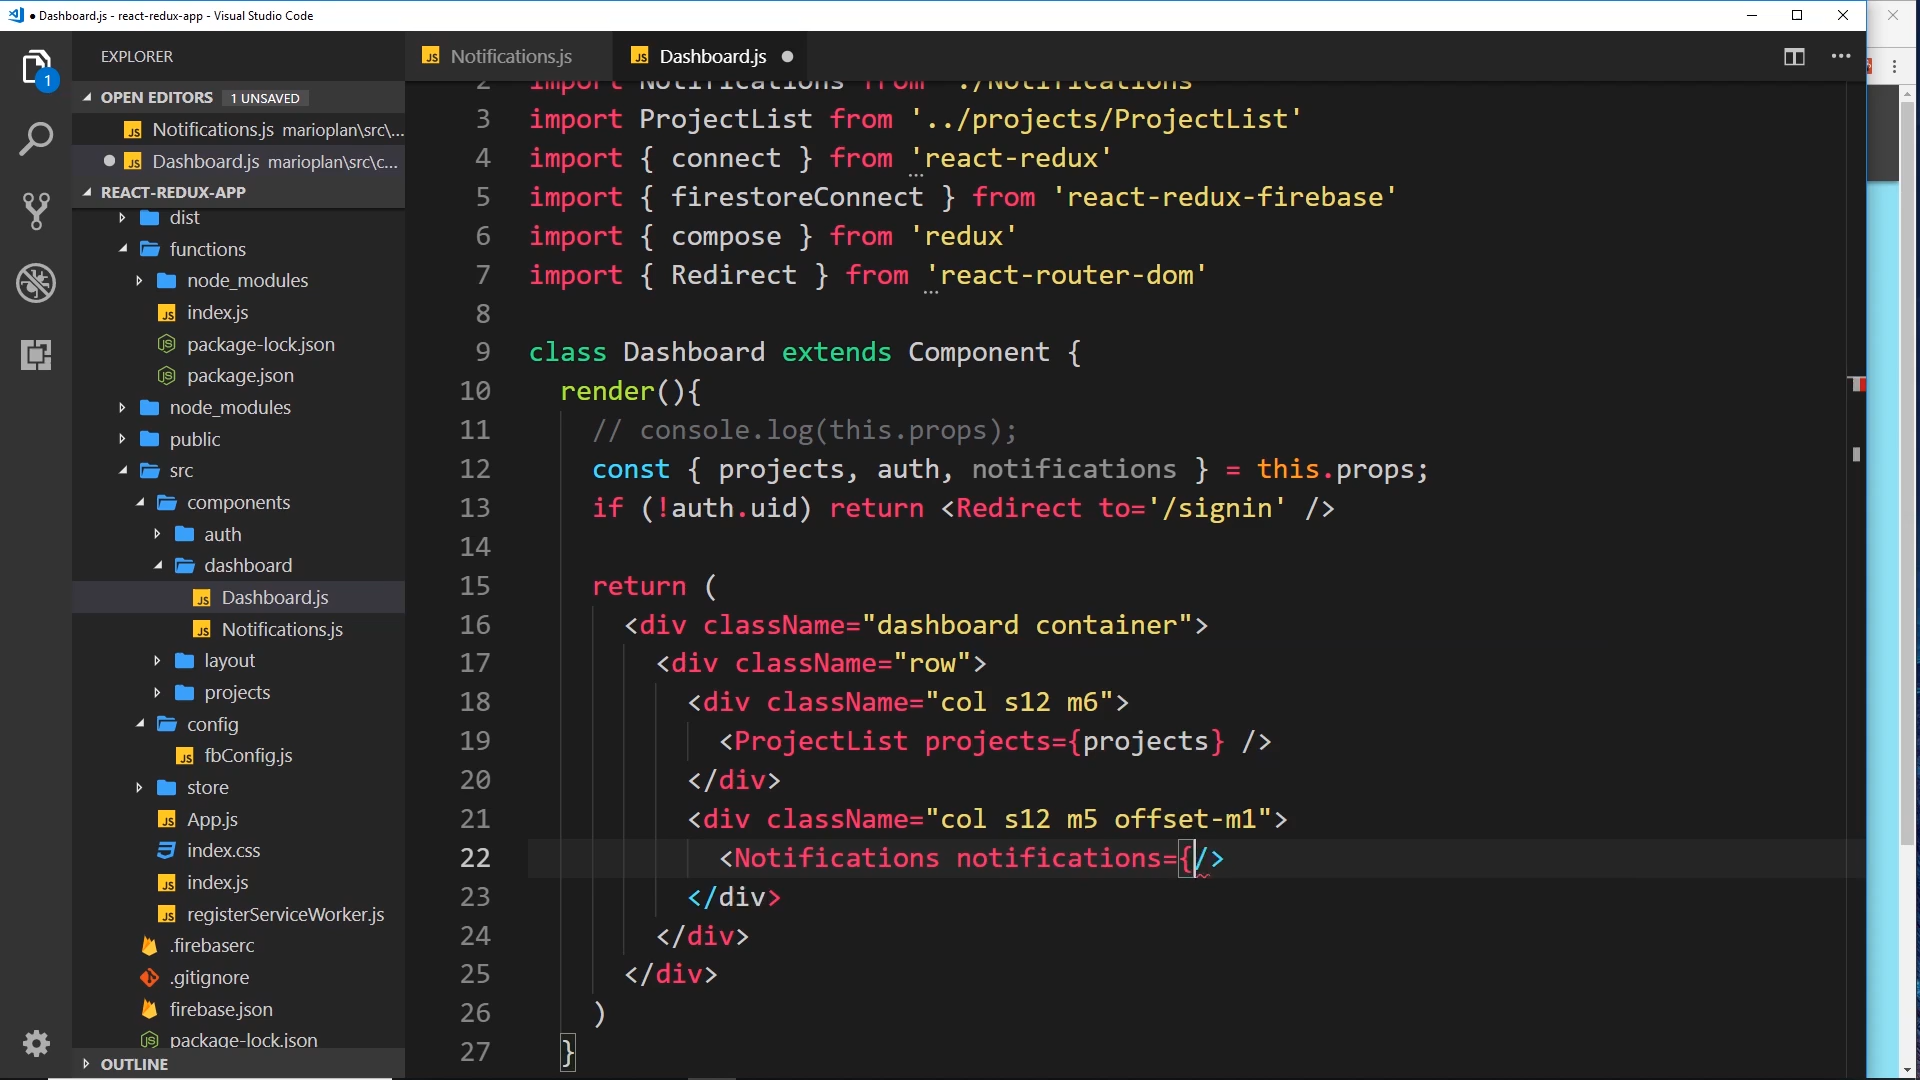 Dashboard.js - react-redux-app - Visual Studio Code
EXPLORER
OPEN EDITORS 1 UNSAVED
Notifications.js marioplan\src\...
Dashboard.js marioplan\src\c...
REACT-REDUX-APP
dist
functions
node_modules
index.js
package-lock.json
package.json
node_modules
public
src
components
auth
dashboard
Dashboard.js
Notifications.js
layout
projects
config
fbConfig.js
store
App.js
index.css
index.js
registerServiceWorker.js
.firebaserc
.gitignore
firebase.json
package-lock.json
OUTLINE
1
Notifications.js
Dashboard.js
2 import Notifications from './Notifications'
3 import ProjectList from '../projects/ProjectList'
4 import { connect } from 'react-redux'
5 import { firestoreConnect } from 'react-redux-firebase'
6 import { compose } from 'redux'
7 import { Redirect } from 'react-router-dom'
8
9 class Dashboard extends Component {
10 render(){
11 // console.log(this.props);
12 const { projects, auth, notifications } = this.props;
13 if (!auth.uid) return <Redirect to='/signin' />
14
15 return (
16 <div className="dashboard container">
17 <div className="row">
18 <div className="col s12 m6">
19 <ProjectList projects={projects} />
20 </div>
21 <div className="col s12 m5 offset-m1">
22 <Notifications notifications={/>
23 </div>
24 </div>
25 </div>
26 )
27 }